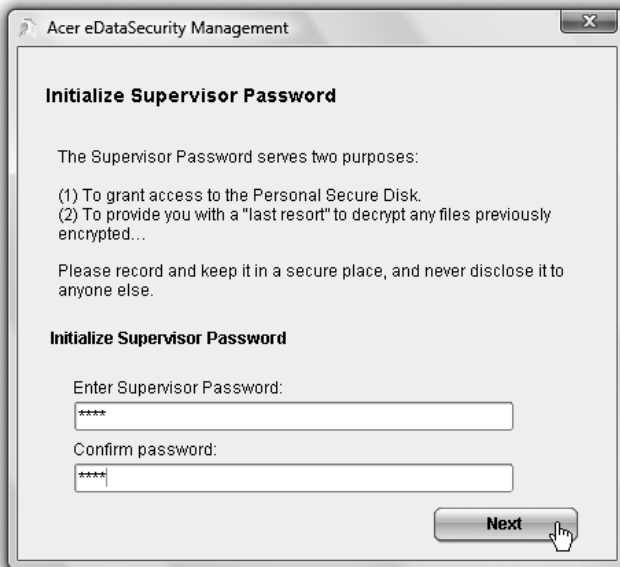 Acer eDataSecurity Management
Initialize Supervisor Password
The Supervisor Password serves two purposes:
(1) To grant access to the Personal Secure Disk.
(2) To provide you with a "last resort" to decrypt any files previously
encrypted...
Please record and keep it in a secure place, and never disclose it to
anyone else.
Initialize Supervisor Password
Enter Supervisor Password:
****
Confirm password:
****
Next